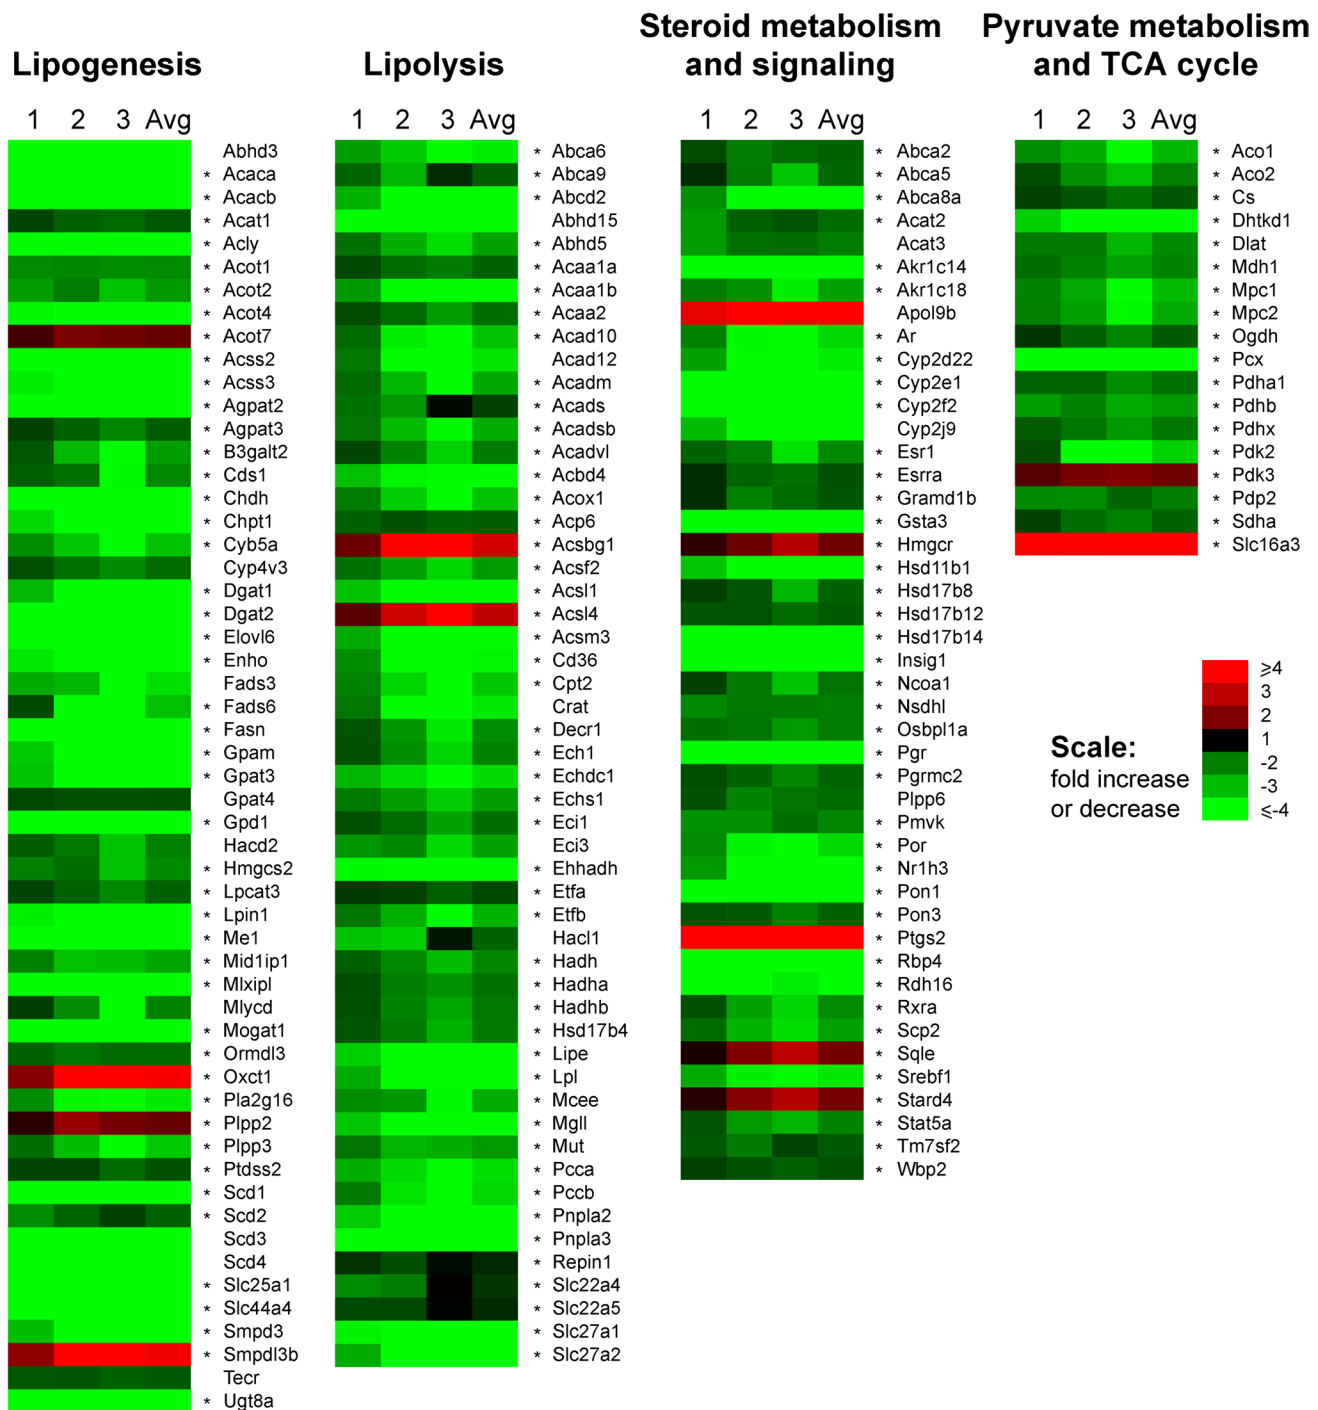 Lipogenesis
1 2 3 Avg
Abhd3
* Acaca
* Acacb
* Acat1
* Acly
* Acot1
* Acot2
* Acot4
* Acot7
* Acss2
* Acss3
* Agpat2
* Agpat3
* B3galt2
* Cds1
* Chdh
* Chpt1
* Cyb5a
Cyp4v3
* Dgat1
* Dgat2
* Elovl6
* Enho
Fads3
* Fads6
* Fasn
* Gpam
* Gpat3
Gpat4
* Gpd1
Hacd2
* Hmgcs2
* Lpcat3
* Lpin1
* Me1
* Mid1ip1
* Mlxipl
Mlycd
* Mogat1
* Ormdl3
* Oxct1
* Pla2g16
* Plpp2
* Plpp3
* Ptdss2
* Scd1
* Scd2
Scd3
Scd4
* Slc25a1
* Slc44a4
* Smpd3
* Smpdl3b
Tecr
* Ugt8a
Lipolysis
1 2 3 Avg
* Abca6
* Abca9
* Abcd2
Abhd15
* Abhd5
* Acaa1a
* Acaa1b
* Acaa2
* Acad10
Acad12
* Acadm
* Acads
* Acadsb
* Acadvl
* Acbd4
* Acox1
* Acp6
* Acsbg1
* Acsf2
* Acsl1
* Acsl4
* Acsm3
* Cd36
* Cpt2
Crat
* Decr1
* Ech1
* Echdc1
* Echs1
* Eci1
Eci3
* Ehhadh
* Etfa
* Etfb
Hacl1
* Hadh
* Hadha
* Hadhb
* Hsd17b4
* Lipe
* Lpl
* Mcee
* Mgll
* Mut
* Pcca
* Pccb
* Pnpla2
* Pnpla3
* Repin1
* Slc22a4
* Slc22a5
* Slc27a1
* Slc27a2
Steroid metabolism
and signaling
1 2 3 Avg
* Abca2
* Abca5
* Abca8a
* Acat2
Acat3
* Akr1c14
* Akr1c18
Apol9b
* Ar
* Cyp2d22
* Cyp2e1
* Cyp2f2
Cyp2j9
* Esr1
* Esrra
* Gramd1b
* Gsta3
* Hmgcr
* Hsd11b1
* Hsd17b8
* Hsd17b12
* Hsd17b14
* Insig1
* Ncoa1
* Nsdhl
* Osbpl1a
* Pgr
* Pgrmc2
Plpp6
* Pmvk
* Por
* Nr1h3
* Pon1
* Pon3
* Ptgs2
* Rbp4
* Rdh16
* Rxra
* Scp2
* Sqle
* Srebf1
* Stard4
* Stat5a
* Tm7sf2
* Wbp2
Pyruvate metabolism
and TCA cycle
1 2 3 Avg
* Aco1
* Aco2
* Cs
* Dhtkd1
* Dlat
* Mdh1
* Mpc1
* Mpc2
* Ogdh
* Pcx
* Pdha1
* Pdhb
* Pdhx
* Pdk2
* Pdk3
* Pdp2
* Sdha
* Slc16a3
Scale:
fold increase
or decrease
≥4
3
2
1
-2
-3
≤-4